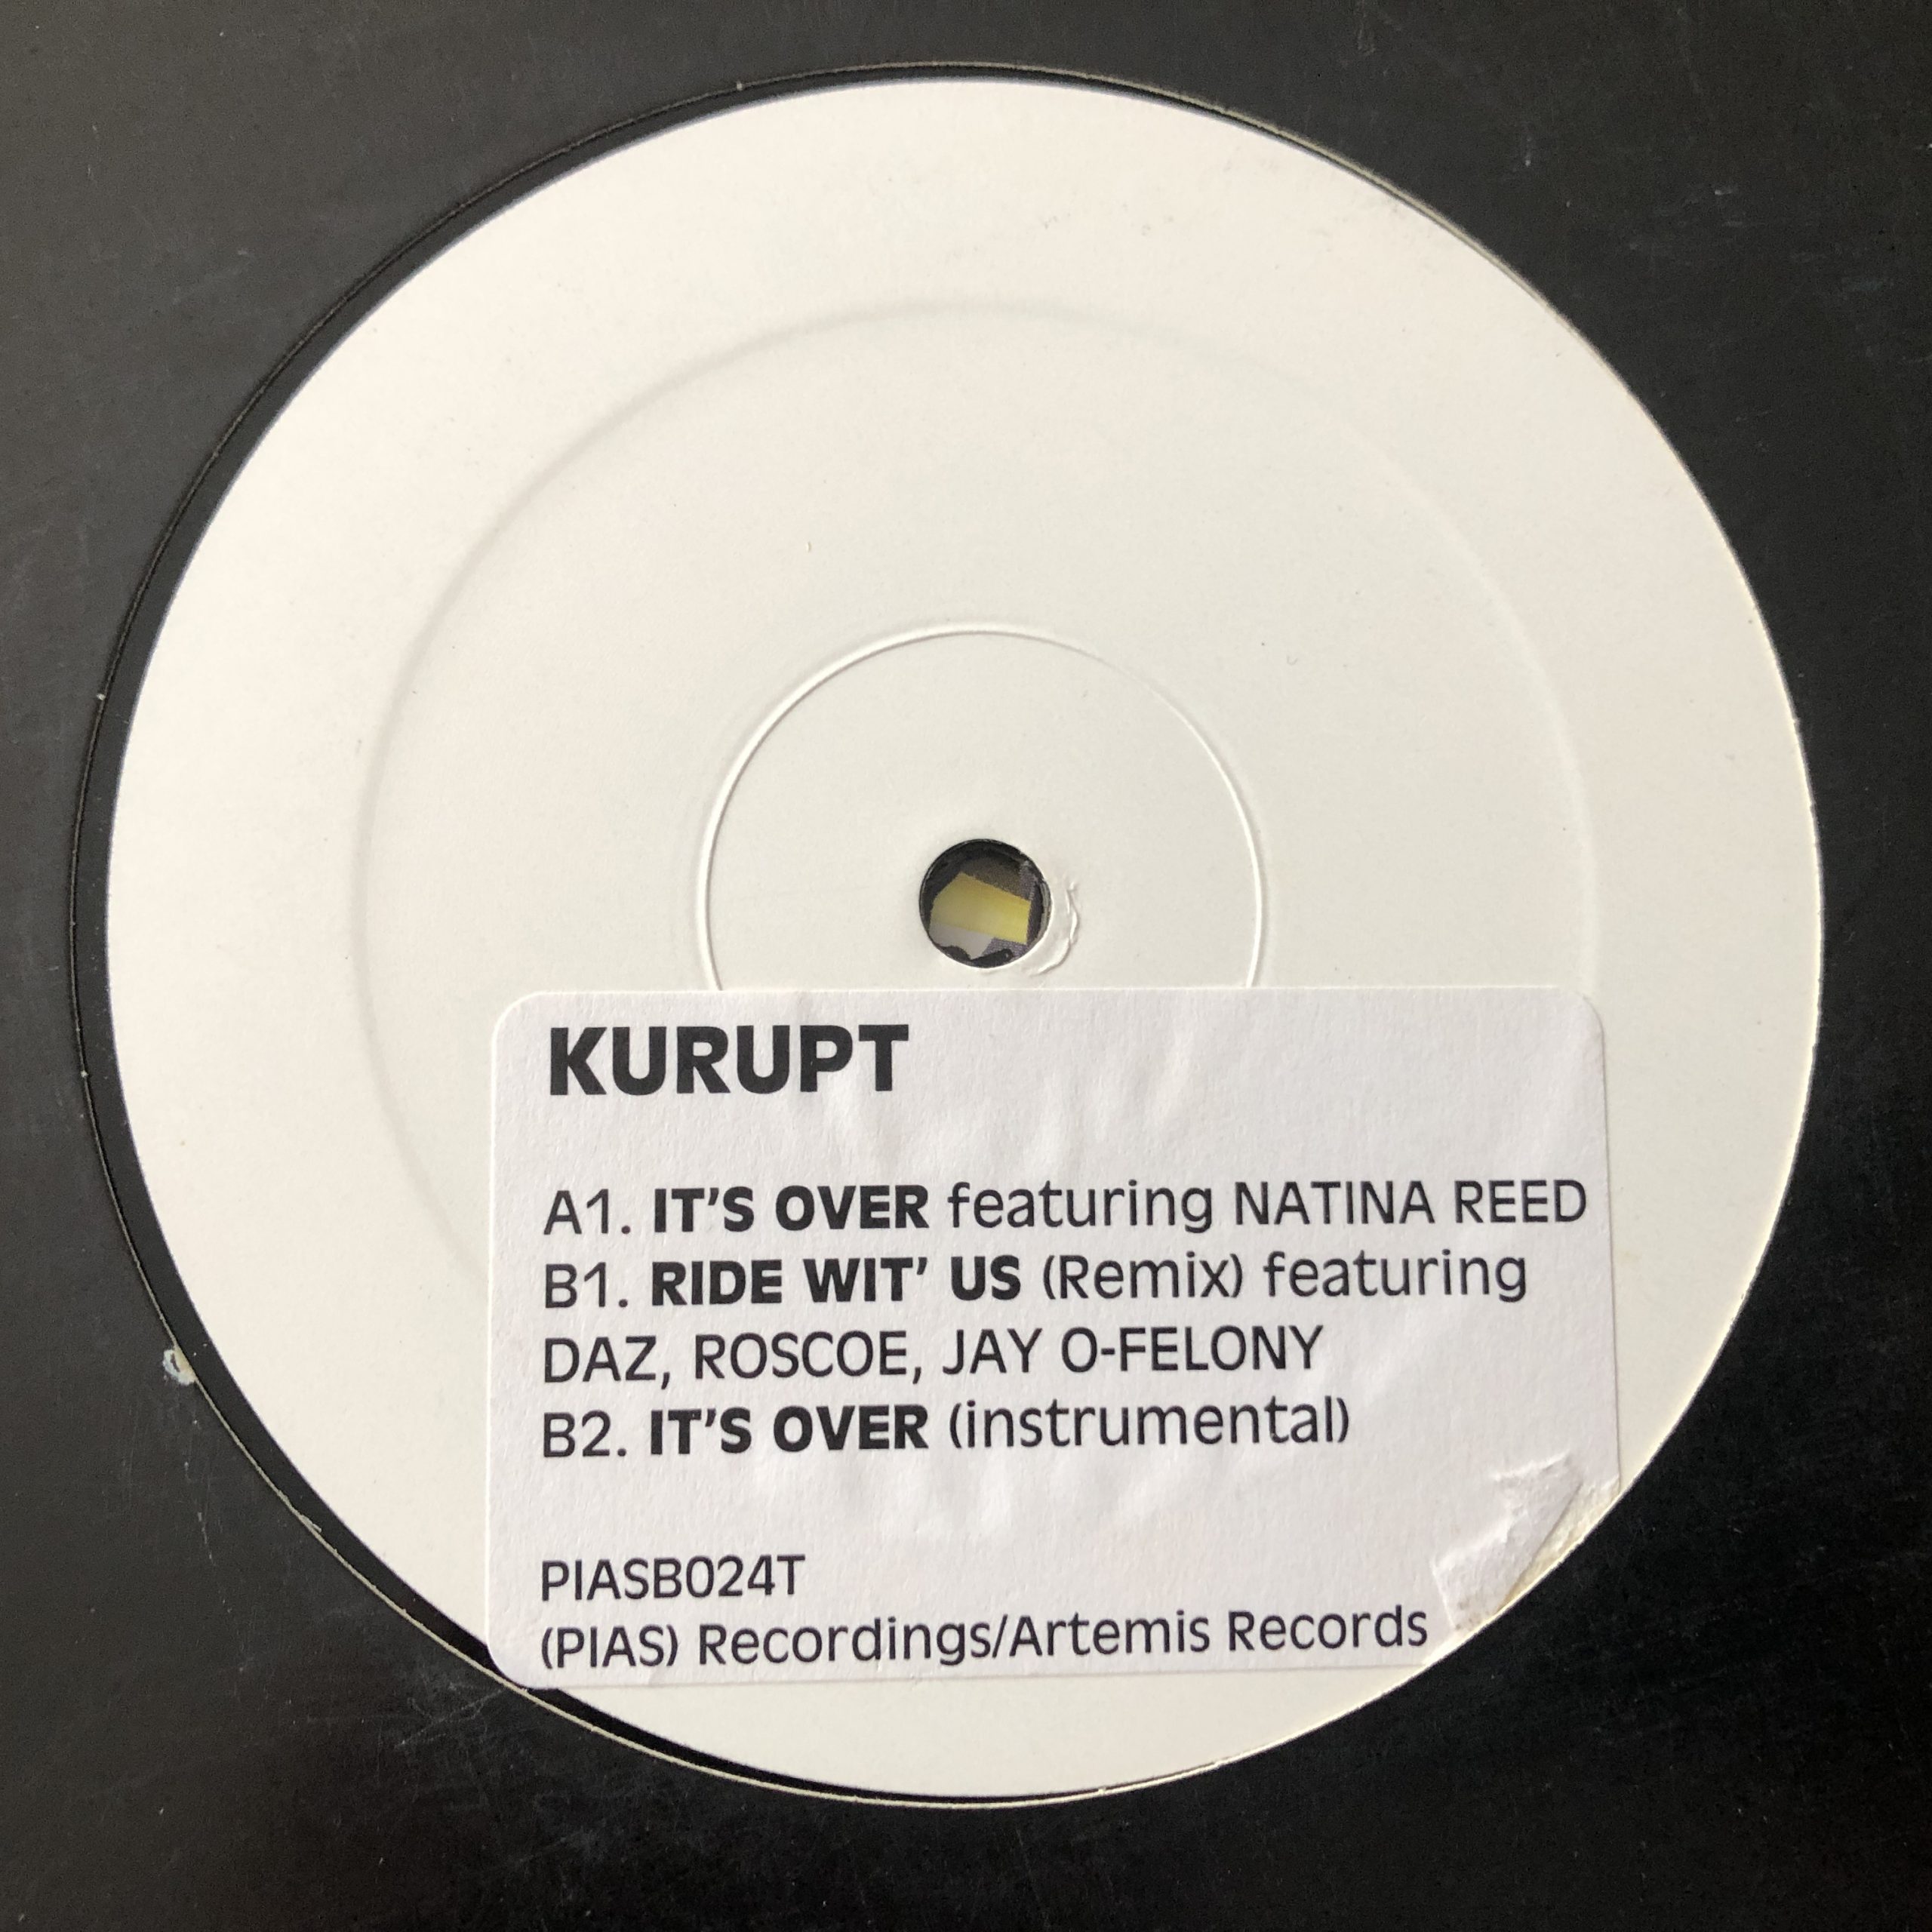 KURUPT
A1. IT'S OVER featuring NATINA REED
B1. RIDE WIT' US (Remix) featuring
DAZ, ROSCOE, JAY O-FELONY
B2. IT'S OVER (instrumental)
PIASB024T
(PIAS) Recordings/Artemis Records